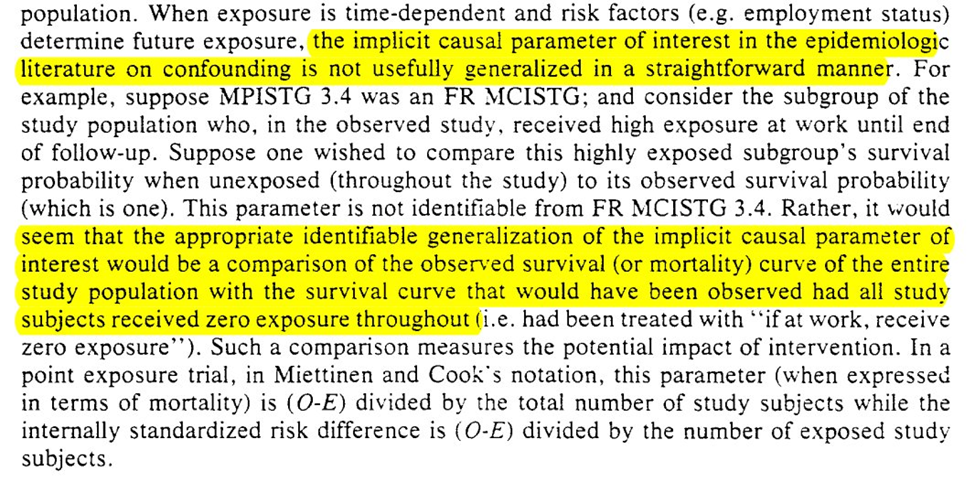 population. When exposure is time-dependent and risk factors (e.g. employment status)
determine future exposure, the implicit causal parameter of interest in the epidemiologic
literature on confounding is not usefully generalized in a straightforward manner. For
example, suppose MPISTG 3.4 was an FR MCISTG; and consider the subgroup of the
study population who, in the observed study, received high exposure at work until end
of follow-up. Suppose one wished to compare this highly exposed subgroup's survival
probability when unexposed (throughout the study) to its observed survival probability
(which is one). This parameter is not identifiable from FR MCISTG 3.4. Rather, it would
seem that the appropriate identifiable generalization of the implicit causal parameter of
interest would be a comparison of the observed survival (or mortality) curve of the entire
study population with the survival curve that would have been observed had all study
subjects received zero exposure throughout (i.e. had been treated with "if at work, receive
zero exposure"). Such a comparison measures the potential impact of intervention. In a
point exposure trial, in Miettinen and Cook's notation, this parameter (when expressed
in terms of mortality) is (O-E) divided by the total number of study subjects while the
internally standardized risk difference is (O-E) divided by the number of exposed study
subjects.